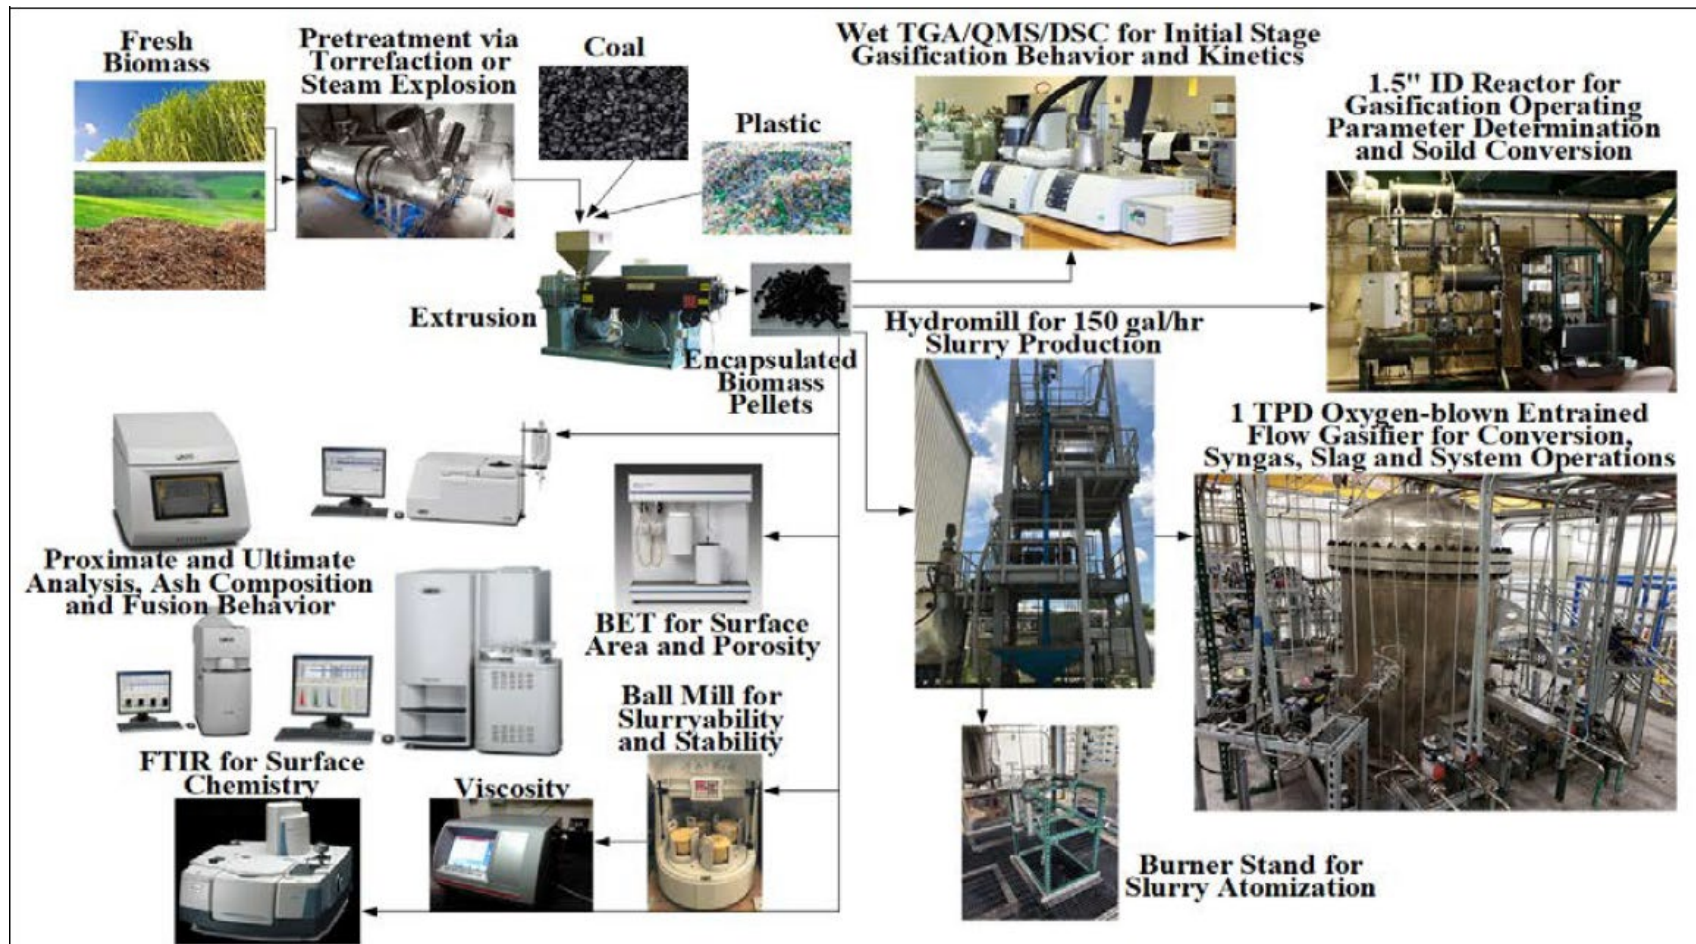 Fresh
Biomass
Pretreatment via
Torrefaction or
Steam Explosion
Coal
Plastic
Wet TGA/QMS/DSC for Initial Stage
Gasification Behavior and Kinetics
1.5" ID Reactor for
Gasification Operating
Parameter Determination
and Soild Conversion
Extrusion
Encapsulated
Biomass
Pellets
Hydromill for 150 gal/hr
Slurry Production
1 TPD Oxygen-blown Entrained
Flow Gasifier for Conversion,
Syngas, Slag and System Operations
Proximate and Ultimate
Analysis, Ash Composition
and Fusion Behavior
BET for Surface
Area and Porosity
Ball Mill for
Slurryability
and Stability
FTIR for Surface
Chemistry
Viscosity
Burner Stand for
Slurry Atomization